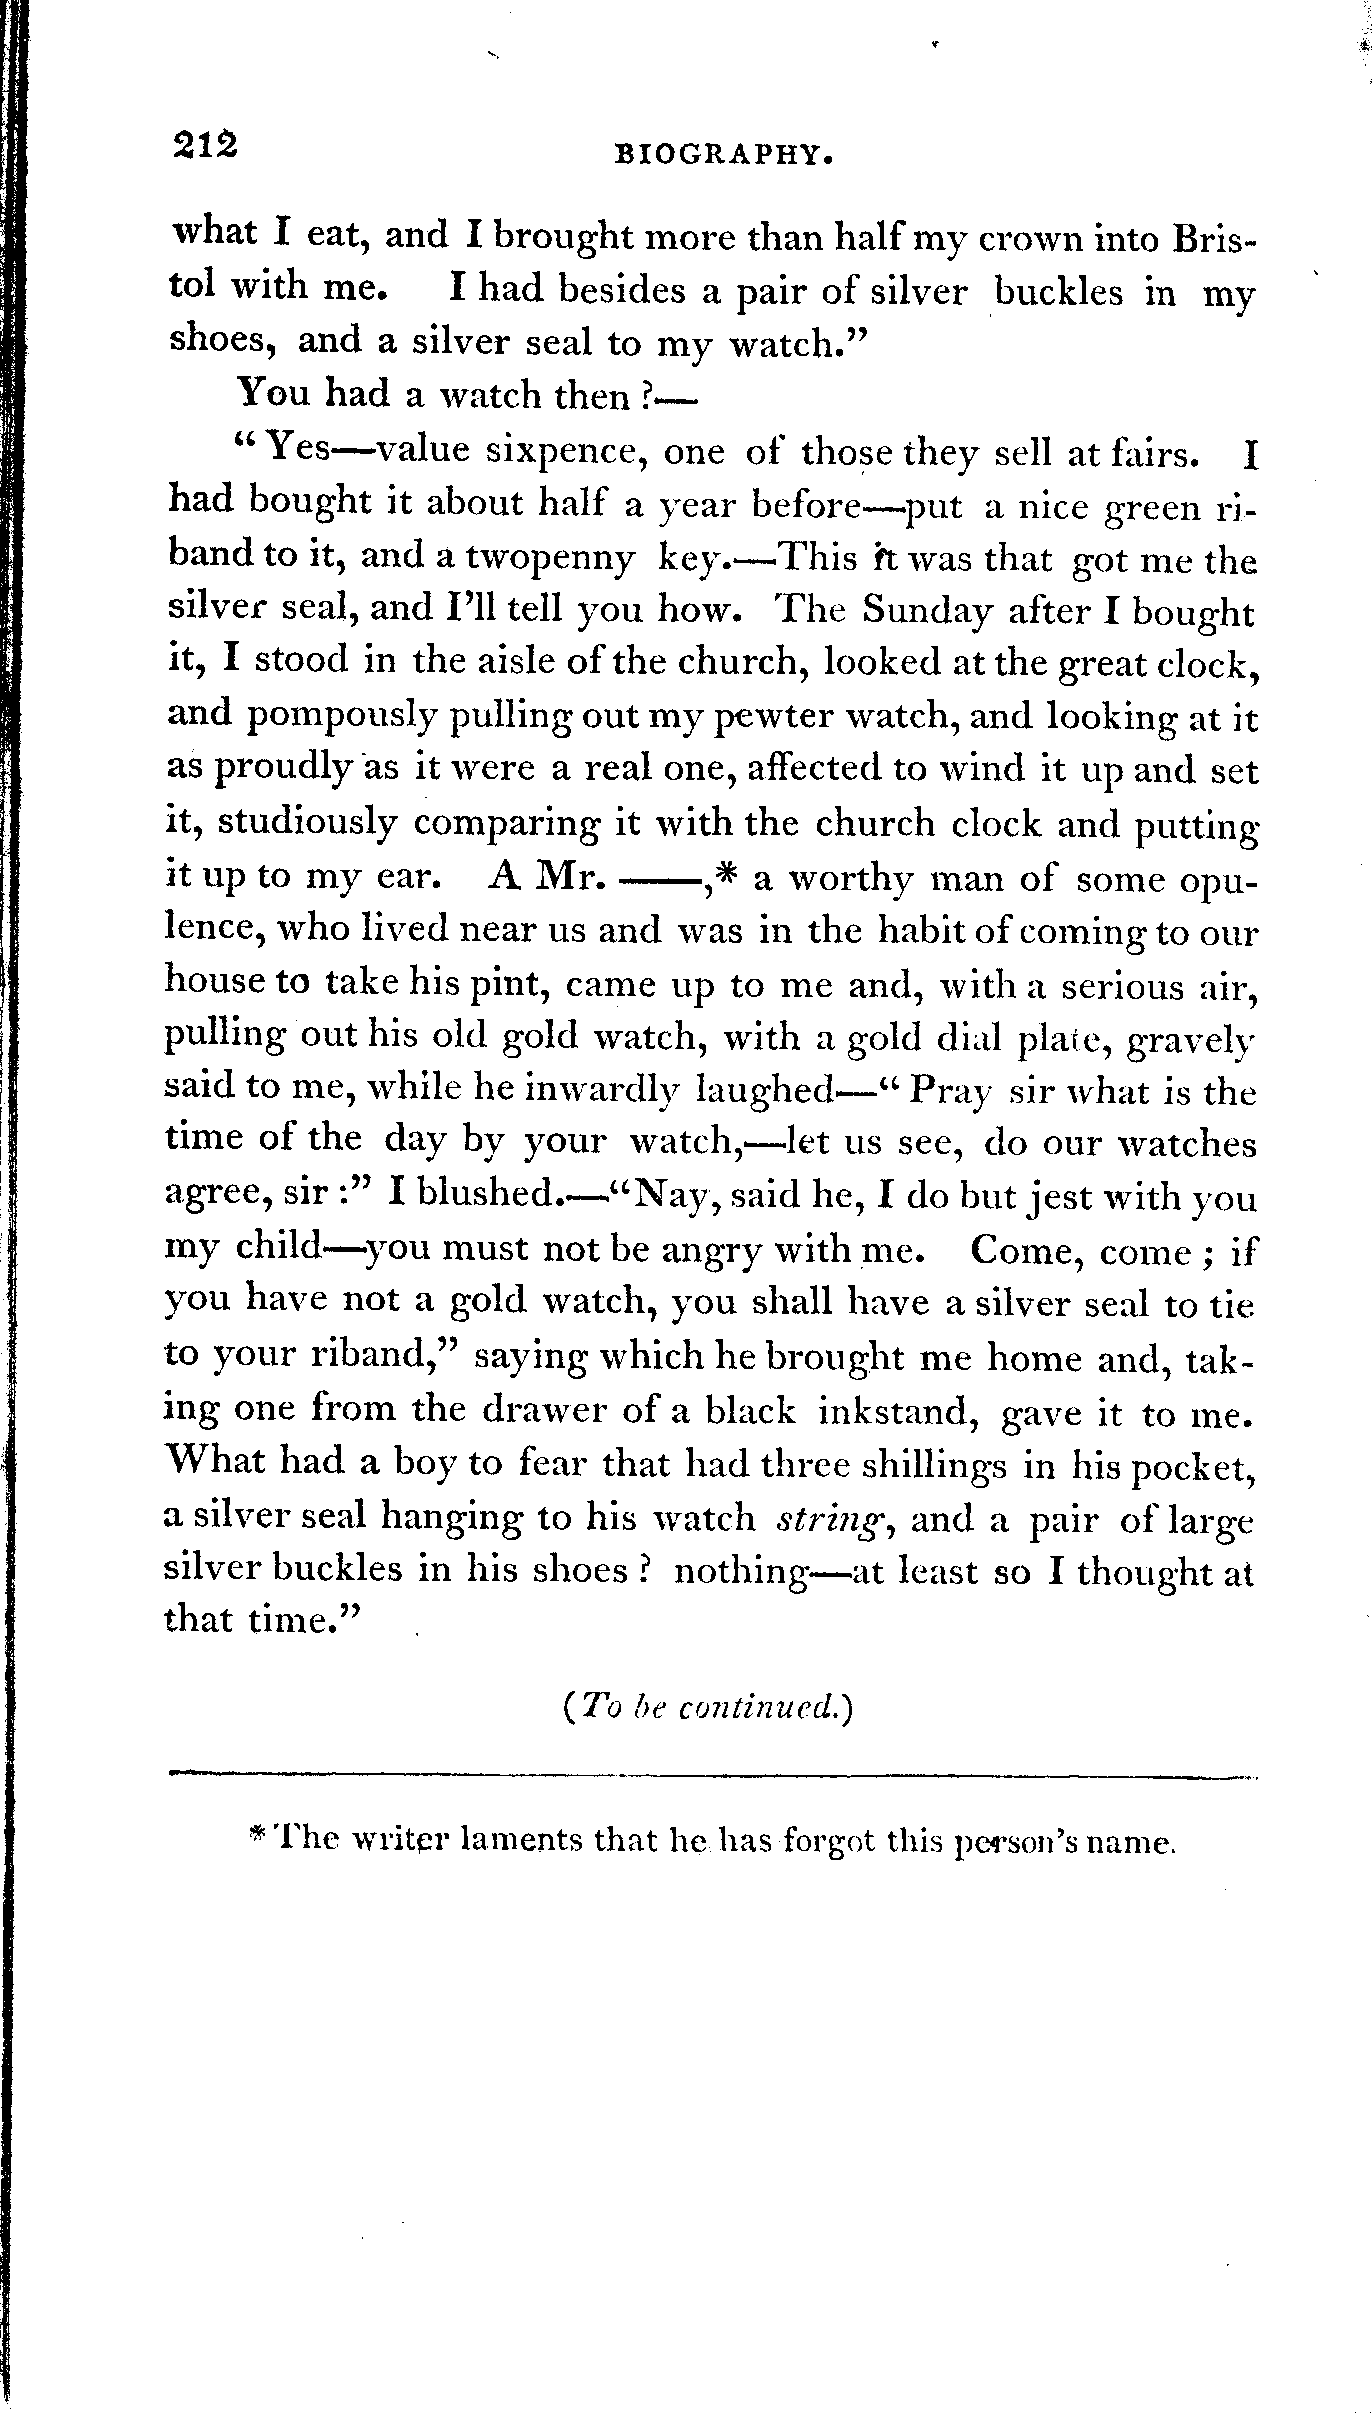 212
BIOGRAPHY.
what I eat, and I brought more than half my crown into Bris-
tol with me. I had besides a pair of silver buckles in my
shoes, and a silver seal to my watch."
You had a watch then ?—
"Yes—value sixpence, one of those they sell at fairs. I
had bought it about half a year before—put a nice green ri-
band to it, and a twopenny key.—This it was that got me the
silver seal, and I'll tell you how. The Sunday after I bought
it, I stood in the aisle of the church, looked at the great clock,
and pompously pulling out my pewter watch, and looking at it
as proudly as it were a real one, affected to wind it up and set
it, studiously comparing it with the church clock and putting
it up to my ear. A Mr. ——,* a worthy man of some opu-
lence, who lived near us and was in the habit of coming to our
house to take his pint, came up to me and, with a serious air,
pulling out his old gold watch, with a gold dial plate, gravely
said to me, while he inwardly laughed—" Pray sir what is the
time of the day by your watch,—let us see, do our watches
agree, sir :" I blushed.—"Nay, said he, I do but jest with you
my child—you must not be angry with me. Come, come ; if
you have not a gold watch, you shall have a silver seal to tie
to your riband," saying which he brought me home and, tak-
ing one from the drawer of a black inkstand, gave it to me.
What had a boy to fear that had three shillings in his pocket,
a silver seal hanging to his watch string, and a pair of large
silver buckles in his shoes ? nothing—at least so I thought at
that time."
(To be continued.)
* The writer laments that he has forgot this person's name.